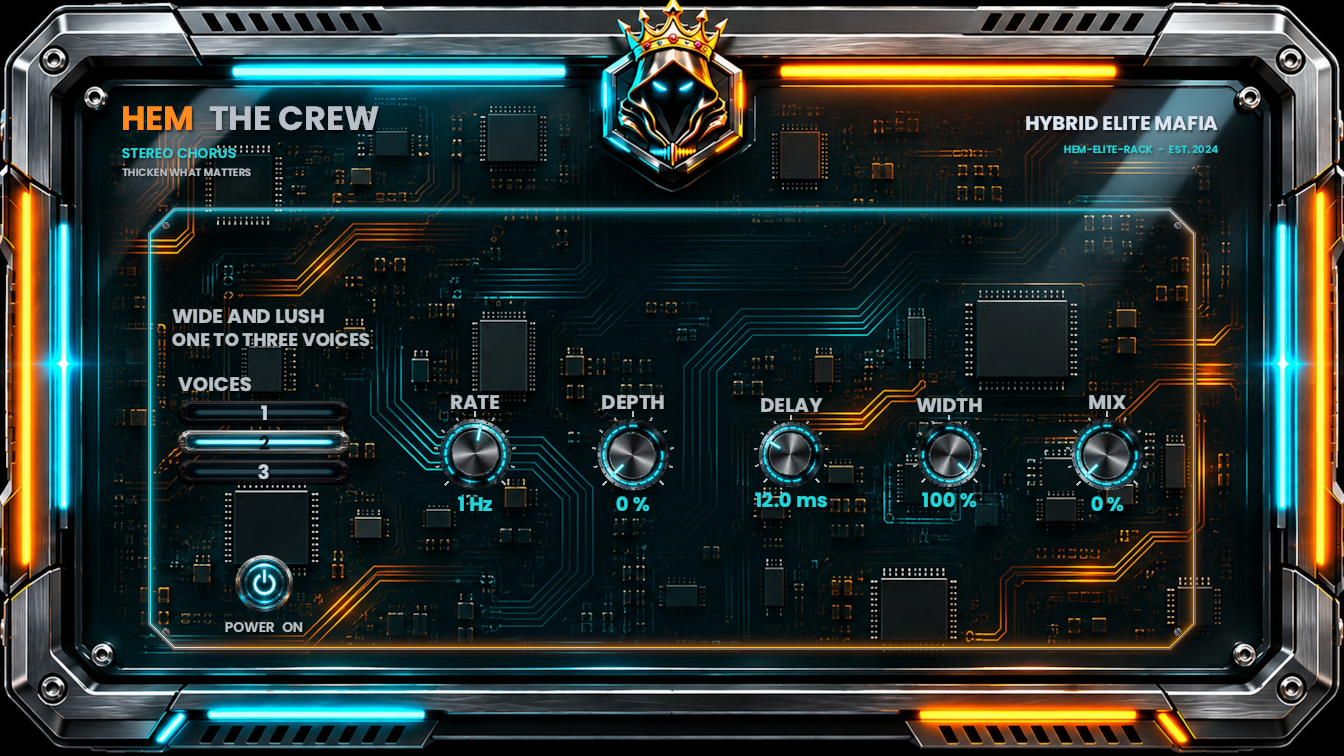 HEM THE CREW
STEREO CHORUS
THICKEN WHAT MATTERS
HYBRID ELITE MAFIA
HEM-ELITE-RACK - EST. 2024
WIDE AND LUSH
ONE TO THREE VOICES
VOICES
1
2
3
RATE
1 Hz
DEPTH
0 %
DELAY
12.0 ms
WIDTH
100 %
MIX
0 %
POWER ON